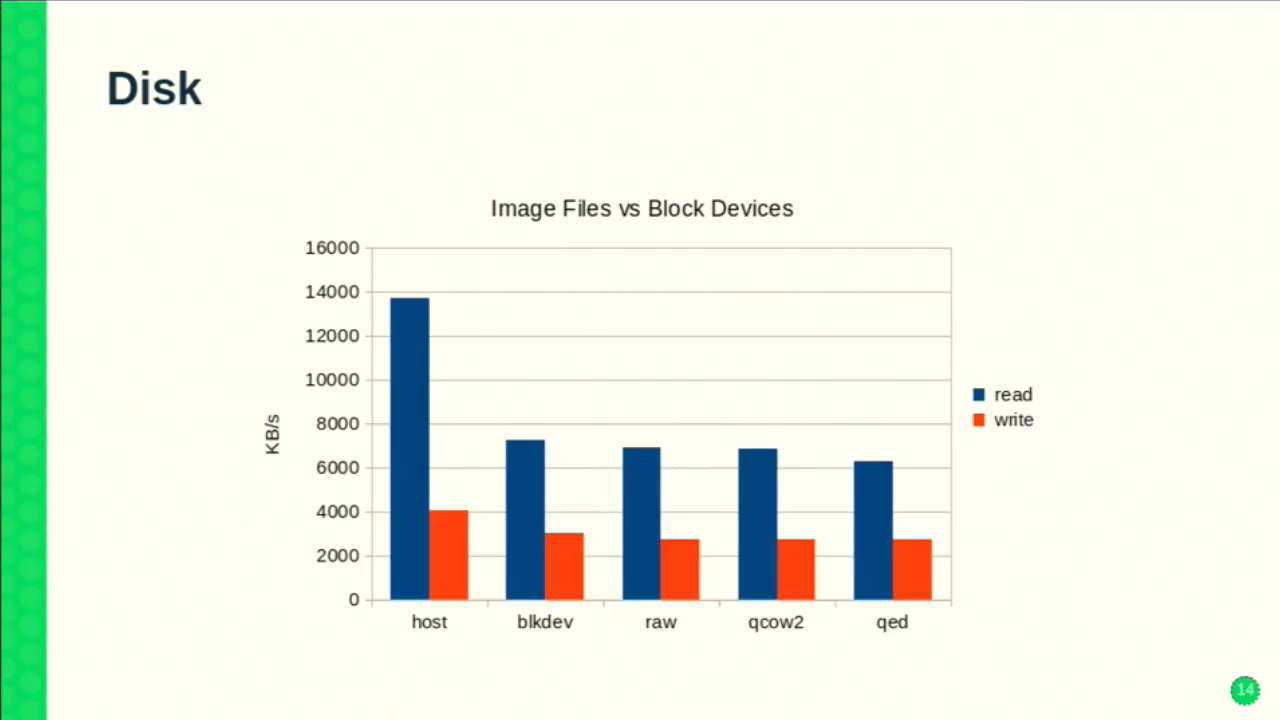 Disk
Image Files vs Block Devices
16000
14000
12000
10000
8000
6000
4000
2000
0
KB/s
host blkdev raw qcow2 qed
read
write
14